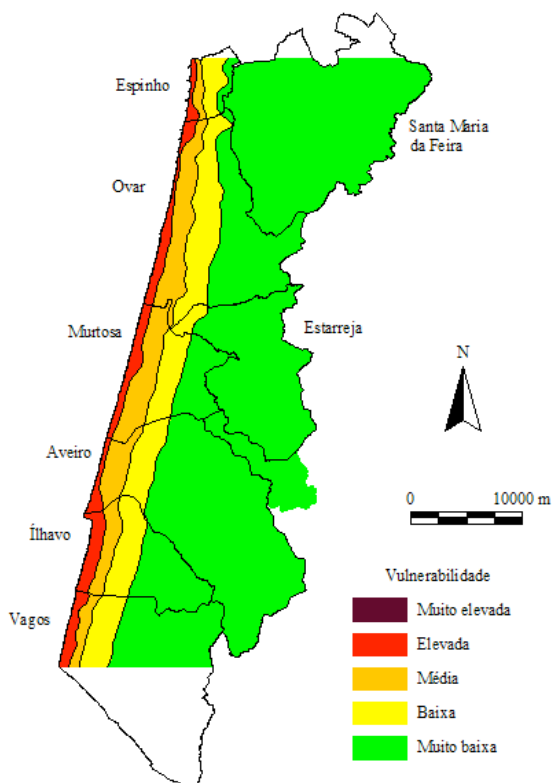 Espinho
Santa Maria
da Feira
Ovar
Murtosa
Estarreja
N
Aveiro
0 10000 m
Ílhavo
Vulnerabilidade
Vagos
Muito elevada
Elevada
Média
Baixa
Muito baixa